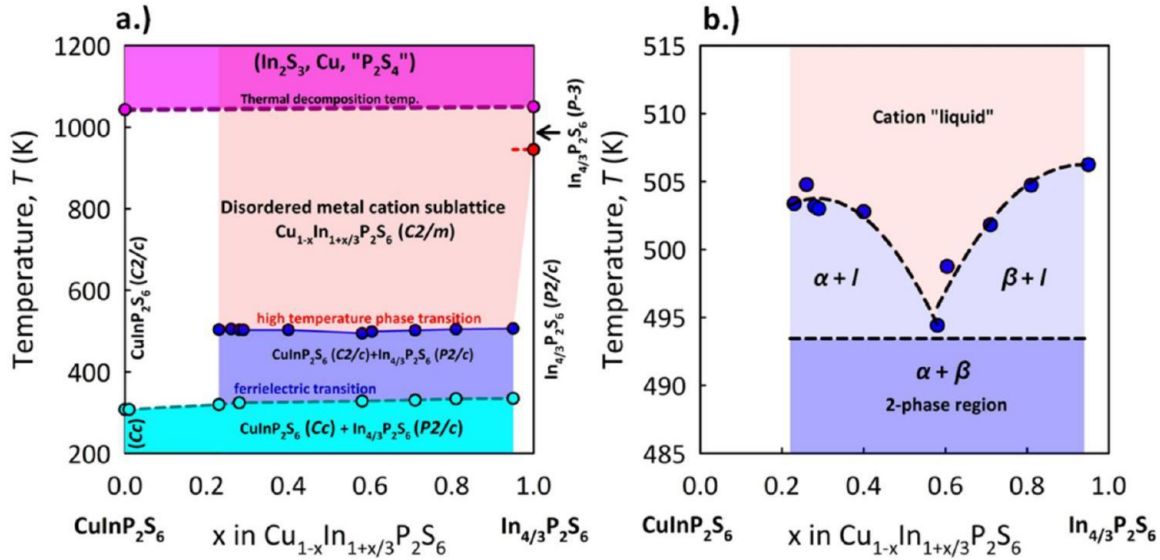 a.)
1200
1000
800
600
400
200
Temperature, T (K)
(In₂S₃, Cu, "P₂S₄")
Thermal decomposition temp.
Disordered metal cation sublattice
Cu₁₋ₓIn₁₊ₓ/₃P₂S₆ (C2/m)
high temperature phase transition
CuInP₂S₆ (C2/c)+In₄/₃P₂S₆ (P2/c)
ferrielectric transition
CuInP₂S₆ (Cc) + In₄/₃P₂S₆ (P2/c)
CuInP₂S₆ (C2/c)
(Cc)
In₄/₃P₂S₆ (P-3)
In₄/₃P₂S₆ (P2/c)
0.0 0.2 0.4 0.6 0.8 1.0
CuInP₂S₆ x in Cu₁₋ₓIn₁₊ₓ/₃P₂S₆ In₄/₃P₂S₆
b.)
515
510
505
500
495
490
485
Temperature, T (K)
Cation "liquid"
α + l β + l
α + β
2-phase region
0.0 0.2 0.4 0.6 0.8 1.0
CuInP₂S₆ x in Cu₁₋ₓIn₁₊ₓ/₃P₂S₆ In₄/₃P₂S₆